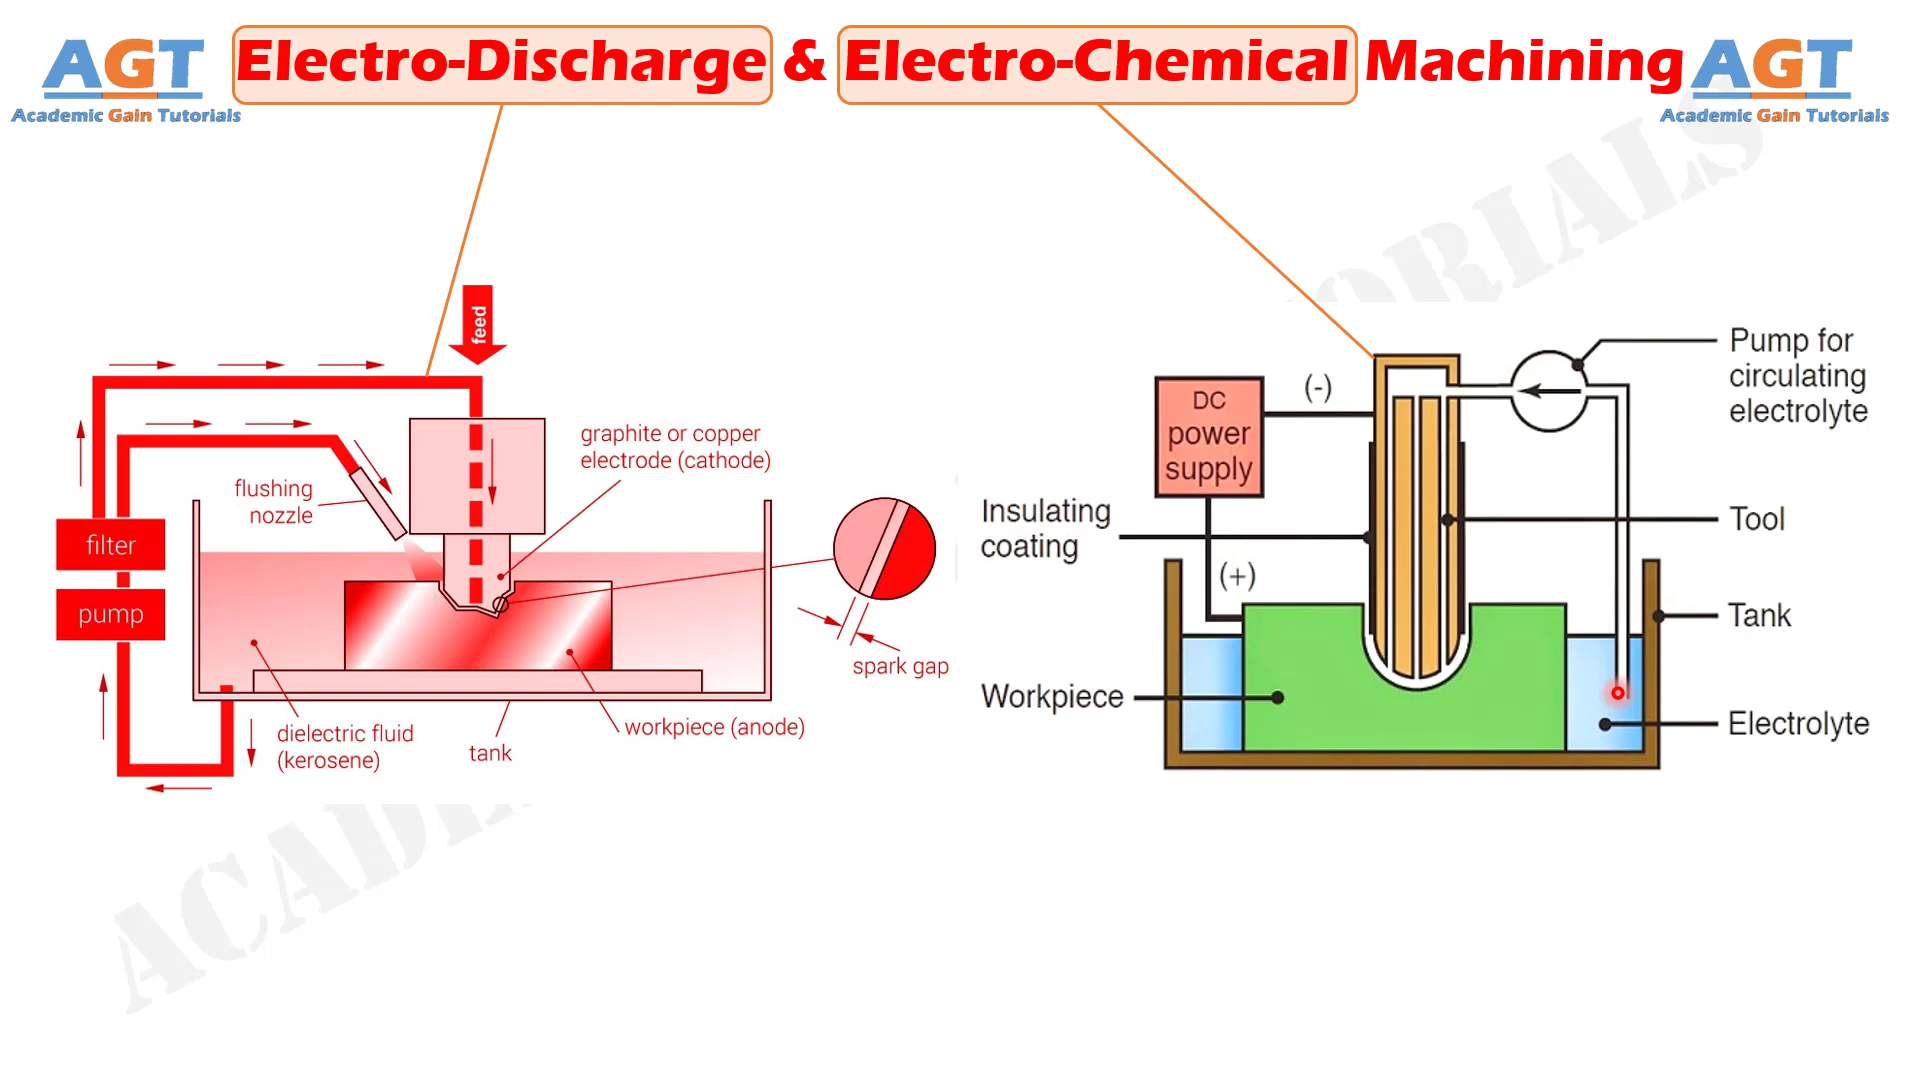 AGT
Academic Gain Tutorials
Electro-Discharge & Electro-Chemical Machining
AGT
Academic Gain Tutorials
feed
graphite or copper
electrode (cathode)
flushing
nozzle
filter
pump
spark gap
dielectric fluid
(kerosene)
tank
workpiece (anode)
DC
power
supply
(-)
(+)
Pump for
circulating
electrolyte
Insulating
coating
Tool
Tank
Workpiece
Electrolyte